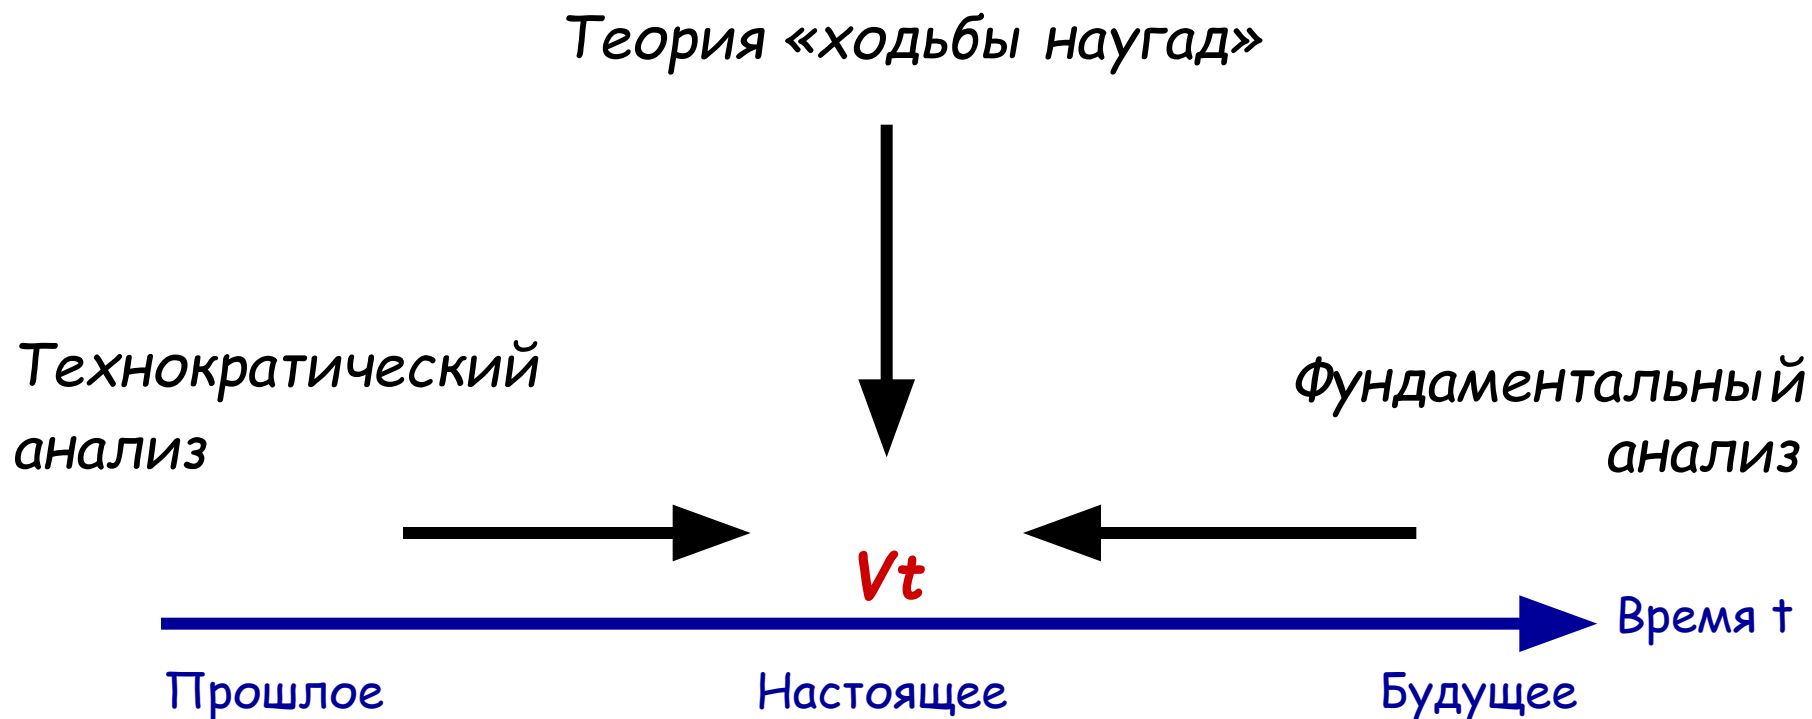 Теория «ходьбы наугад»
Технократический
анализ
Фундаментальный
анализ
Vt
Время t
Прошлое
Настоящее
Будущее